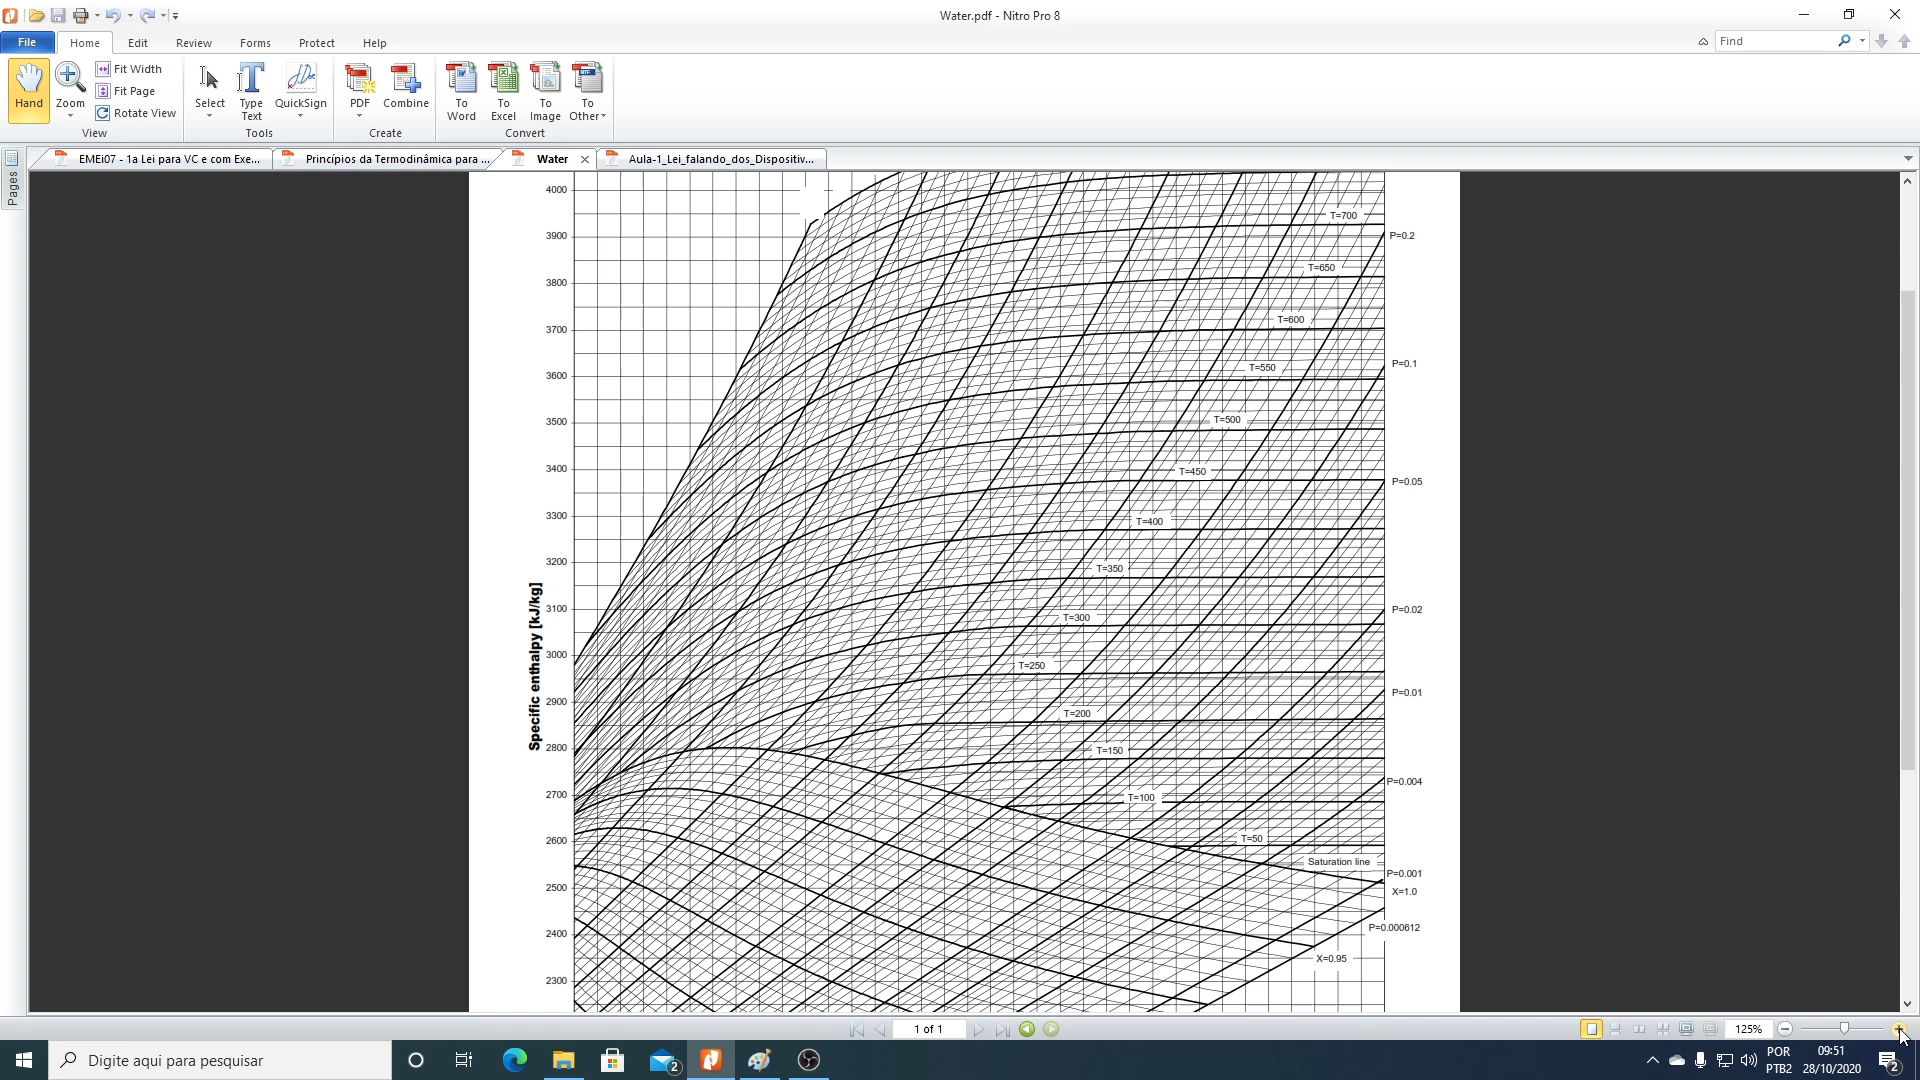 Water.pdf - Nitro Pro 8
File Home Edit Review Forms Protect Help
Find
Hand
Zoom
Fit Width
Fit Page
Rotate View
View
Select
Type Text
QuickSign
Tools
PDF
Combine
Create
To Word
To Excel
To Image
To Other
Convert
EMEi07 - 1a Lei para VC e com Exe...
Princípios da Termodinâmica para ...
Water
Aula-1_Lei_falando_dos_Dispositiv...
Pages
4000
T=700
3900
P=0.2
T=650
3800
T=600
3700
P=0.1
T=550
3600
T=500
3500
T=450
3400
P=0.05
T=400
3300
T=350
3200
P=0.02
T=300
3100
Specific enthalpy [kJ/kg]
T=250
3000
P=0.01
2900
T=200
T=150
2800
P=0.004
T=100
2700
T=50
2600
Saturation line
P=0.001
2500
X=1.0
P=0.000612
2400
X=0.95
2300
1 of 1
125%
Digite aqui para pesquisar
2
POR
PTB2
09:51
28/10/2020
2